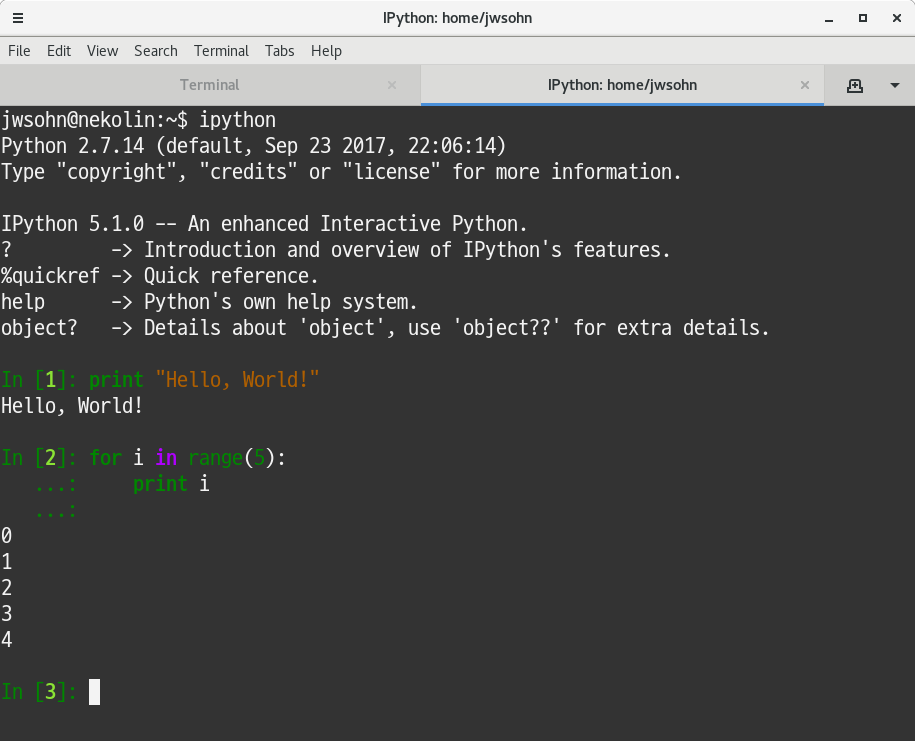 IPython: home/jwsohn
File Edit View Search Terminal Tabs Help
Terminal IPython: home/jwsohn
jwsohn@nekolin:~$ ipython
Python 2.7.14 (default, Sep 23 2017, 22:06:14)
Type "copyright", "credits" or "license" for more information.
IPython 5.1.0 -- An enhanced Interactive Python.
?         -> Introduction and overview of IPython's features.
%quickref -> Quick reference.
help      -> Python's own help system.
object?   -> Details about 'object', use 'object??' for extra details.
In [1]: print "Hello, World!"
Hello, World!
In [2]: for i in range(5):
   ...:     print i
   ...:
0
1
2
3
4
In [3]: